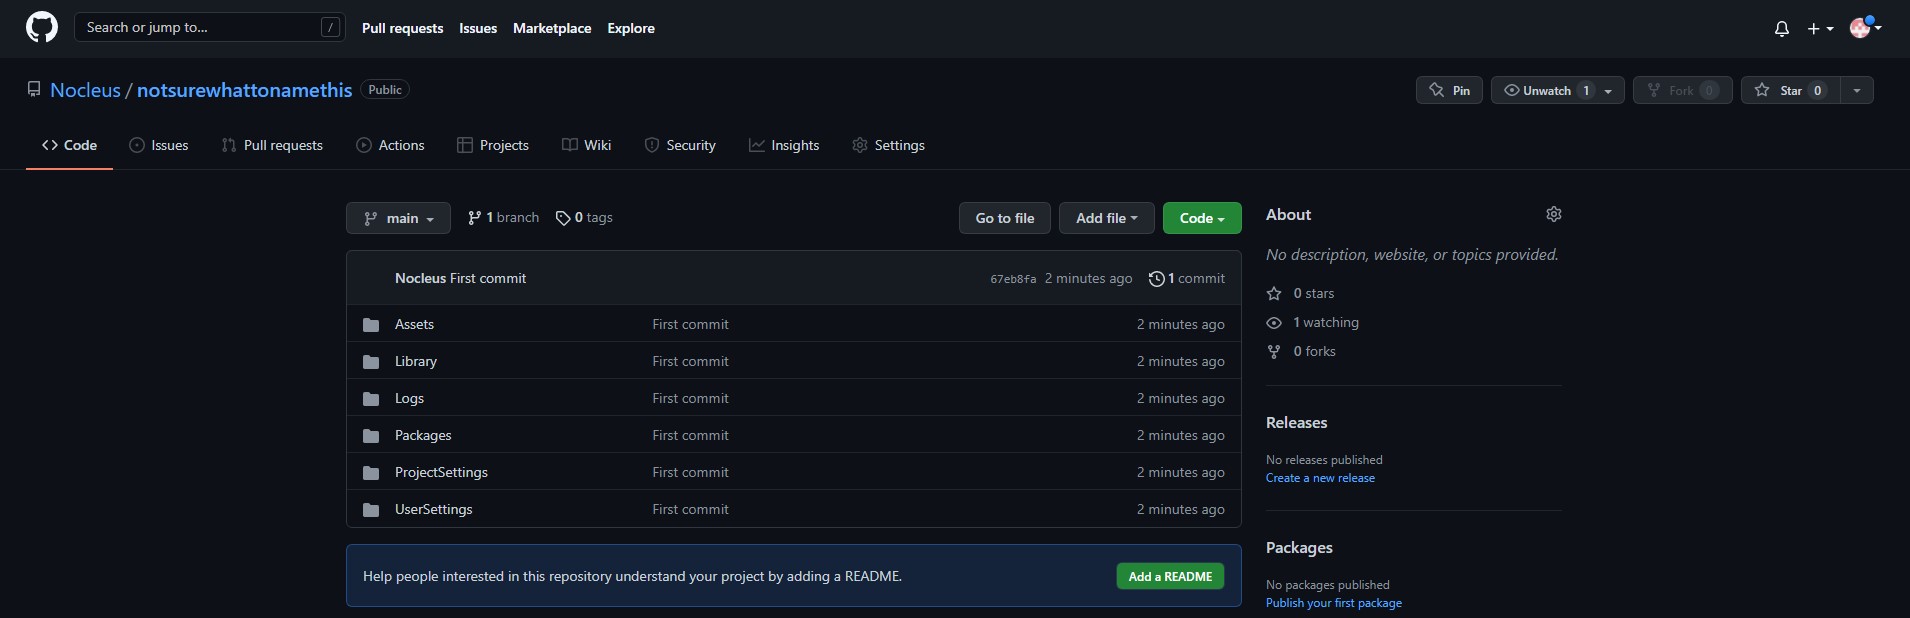 Search or jump to... / Pull requests Issues Marketplace Explore
Nocleus / notsurewhattonamethis Public Pin Unwatch 1 Fork 0 Star 0
Code Issues Pull requests Actions Projects Wiki Security Insights Settings
main 1 branch 0 tags Go to file Add file Code
Nocleus First commit 67eb8fa 2 minutes ago 1 commit
Assets First commit 2 minutes ago
Library First commit 2 minutes ago
Logs First commit 2 minutes ago
Packages First commit 2 minutes ago
ProjectSettings First commit 2 minutes ago
UserSettings First commit 2 minutes ago
Help people interested in this repository understand your project by adding a README. Add a README
About
No description, website, or topics provided.
0 stars
1 watching
0 forks
Releases
No releases published
Create a new release
Packages
No packages published
Publish your first package